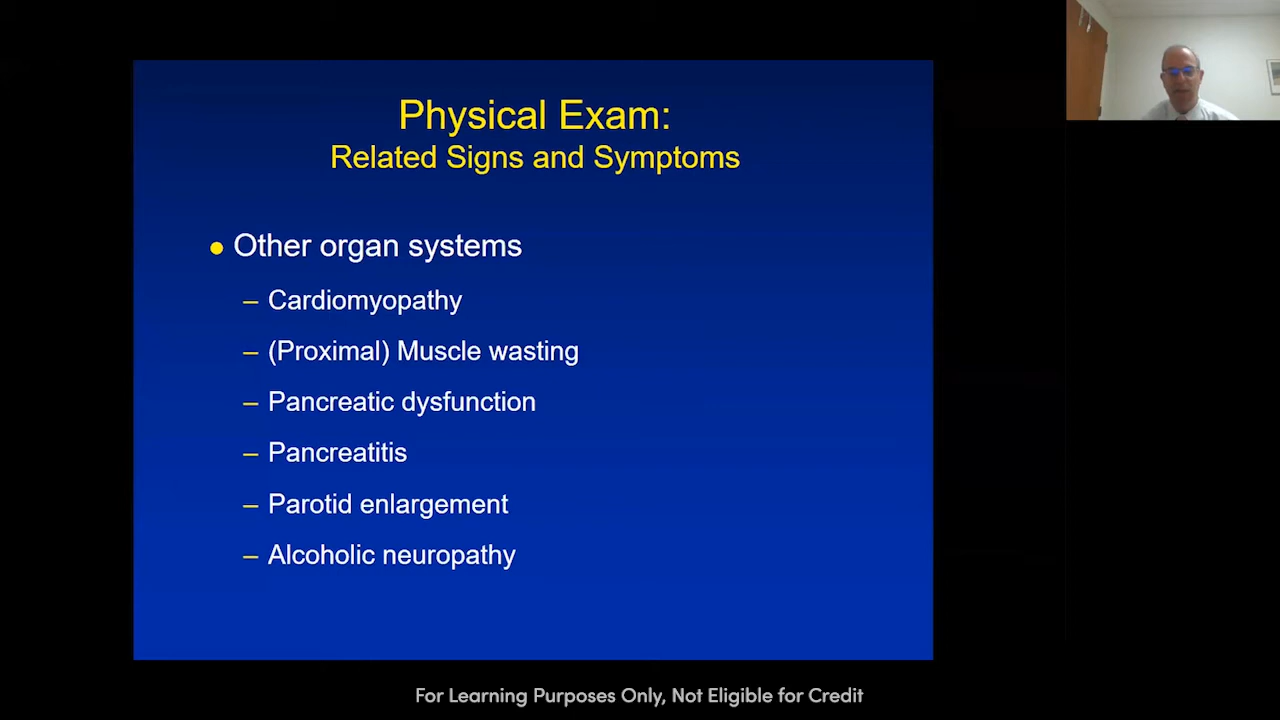 Physical Exam:
Related Signs and Symptoms
● Other organ systems
– Cardiomyopathy
– (Proximal) Muscle wasting
– Pancreatic dysfunction
– Pancreatitis
– Parotid enlargement
– Alcoholic neuropathy
For Learning Purposes Only, Not Eligible for Credit